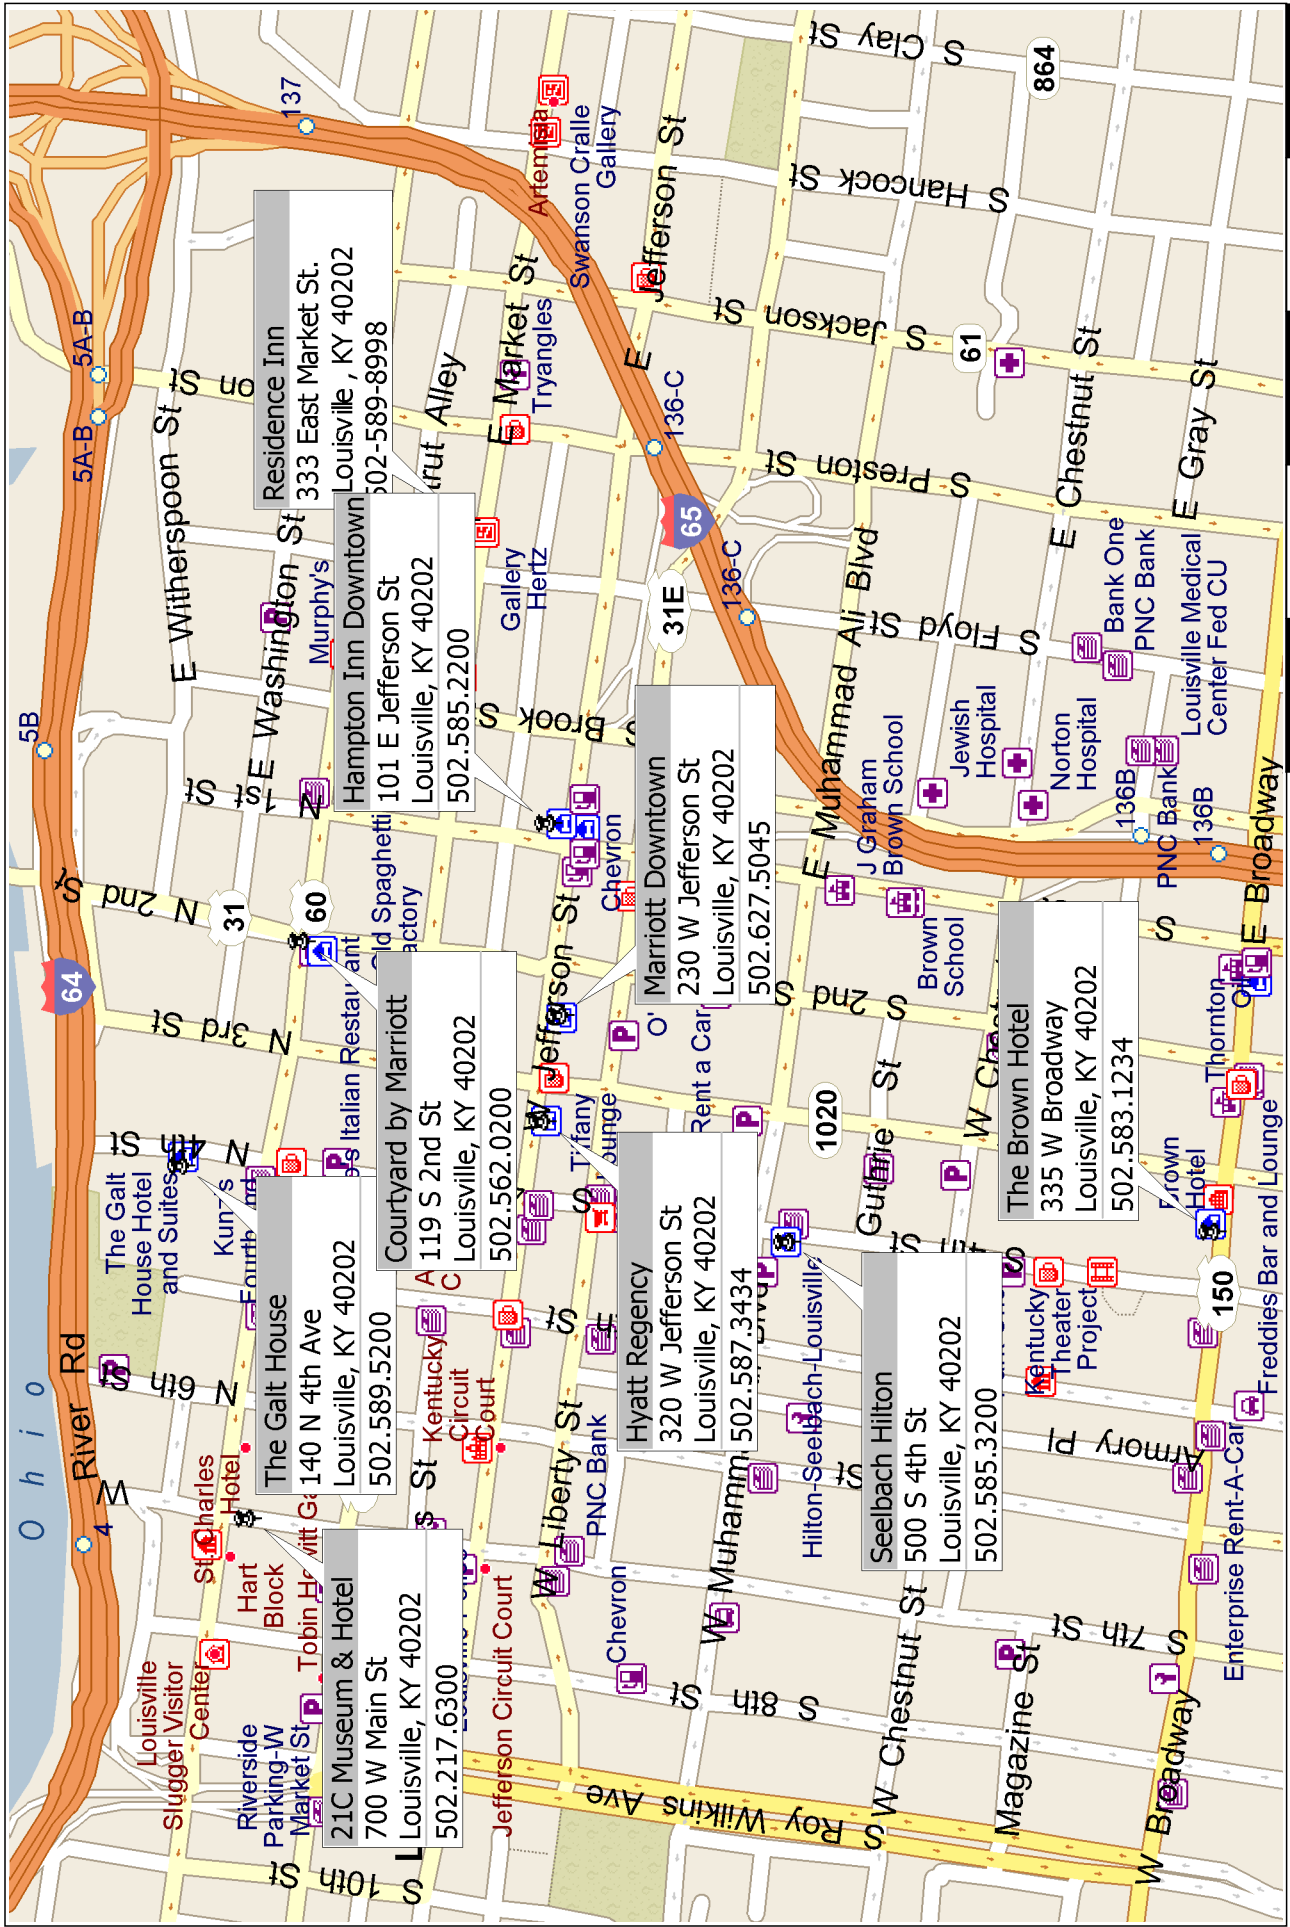 O h i o
W River Rd
4
64
5B
5A-B
5A-B
137
E Witherspoon St
E Washington St
N 1st St
N 2nd St
N 3rd St
N 4th St
N 6th St
31
60
The Galt
House Hotel
and Suites
St. Charles
Hotel
Hart
Block
Louisville
Slugger Visitor
Center
Riverside
Parking-W
Market St
S 10th St
21C Museum & Hotel
700 W Main St
Louisville, KY 40202
502.217.6300
The Galt House
140 N 4th Ave
Louisville, KY 40202
502.589.5200
Courtyard by Marriott
119 S 2nd St
Louisville, KY 40202
502.562.0200
Hampton Inn Downtown
101 E Jefferson St
Louisville, KY 40202
502.585.2200
Residence Inn
333 East Market St.
Louisville , KY 40202
502-589-8998
Murphy's
Alley
E Market St
Tryangles
Gallery
Hertz
Artemisia
Swanson Cralle
Gallery
E Jefferson St
S Clay St
864
S Hancock St
S Jackson St
61
S Preston St
136-C
65
136-C
31E
S Floyd St
S Brook
Chevron
W Jefferson St
Kentucky
Circuit
Court
Jefferson Circuit Court
W Liberty St
PNC Bank
Chevron
Tiffany
Rent a Car
Marriott Downtown
230 W Jefferson St
Louisville, KY 40202
502.627.5045
Hyatt Regency
320 W Jefferson St
Louisville, KY 40202
502.587.3434
Seelbach Hilton
500 S 4th St
Louisville, KY 40202
502.585.3200
The Brown Hotel
335 W Broadway
Louisville, KY 40202
502.583.1234
Hilton-Seelbach-Louisville
1020
Guthrie St
S 2nd St
S 4th St
E Muhammad Ali Blvd
J Graham
Brown School
Brown
School
Jewish
Hospital
Norton
Hospital
E Chestnut St
E Gray St
Bank One
PNC Bank
Louisville Medical
Center Fed CU
136B
PNC Bank
136B
E Broadway
Thornton
Brown
Hotel
150
Freddies Bar and Lounge
Kentucky
Theater
Project
Armory Pl
Enterprise Rent-A-Car
S 7th St
S 8th St
W Chestnut St
Magazine St
W Broadway
S Roy Wilkins Ave